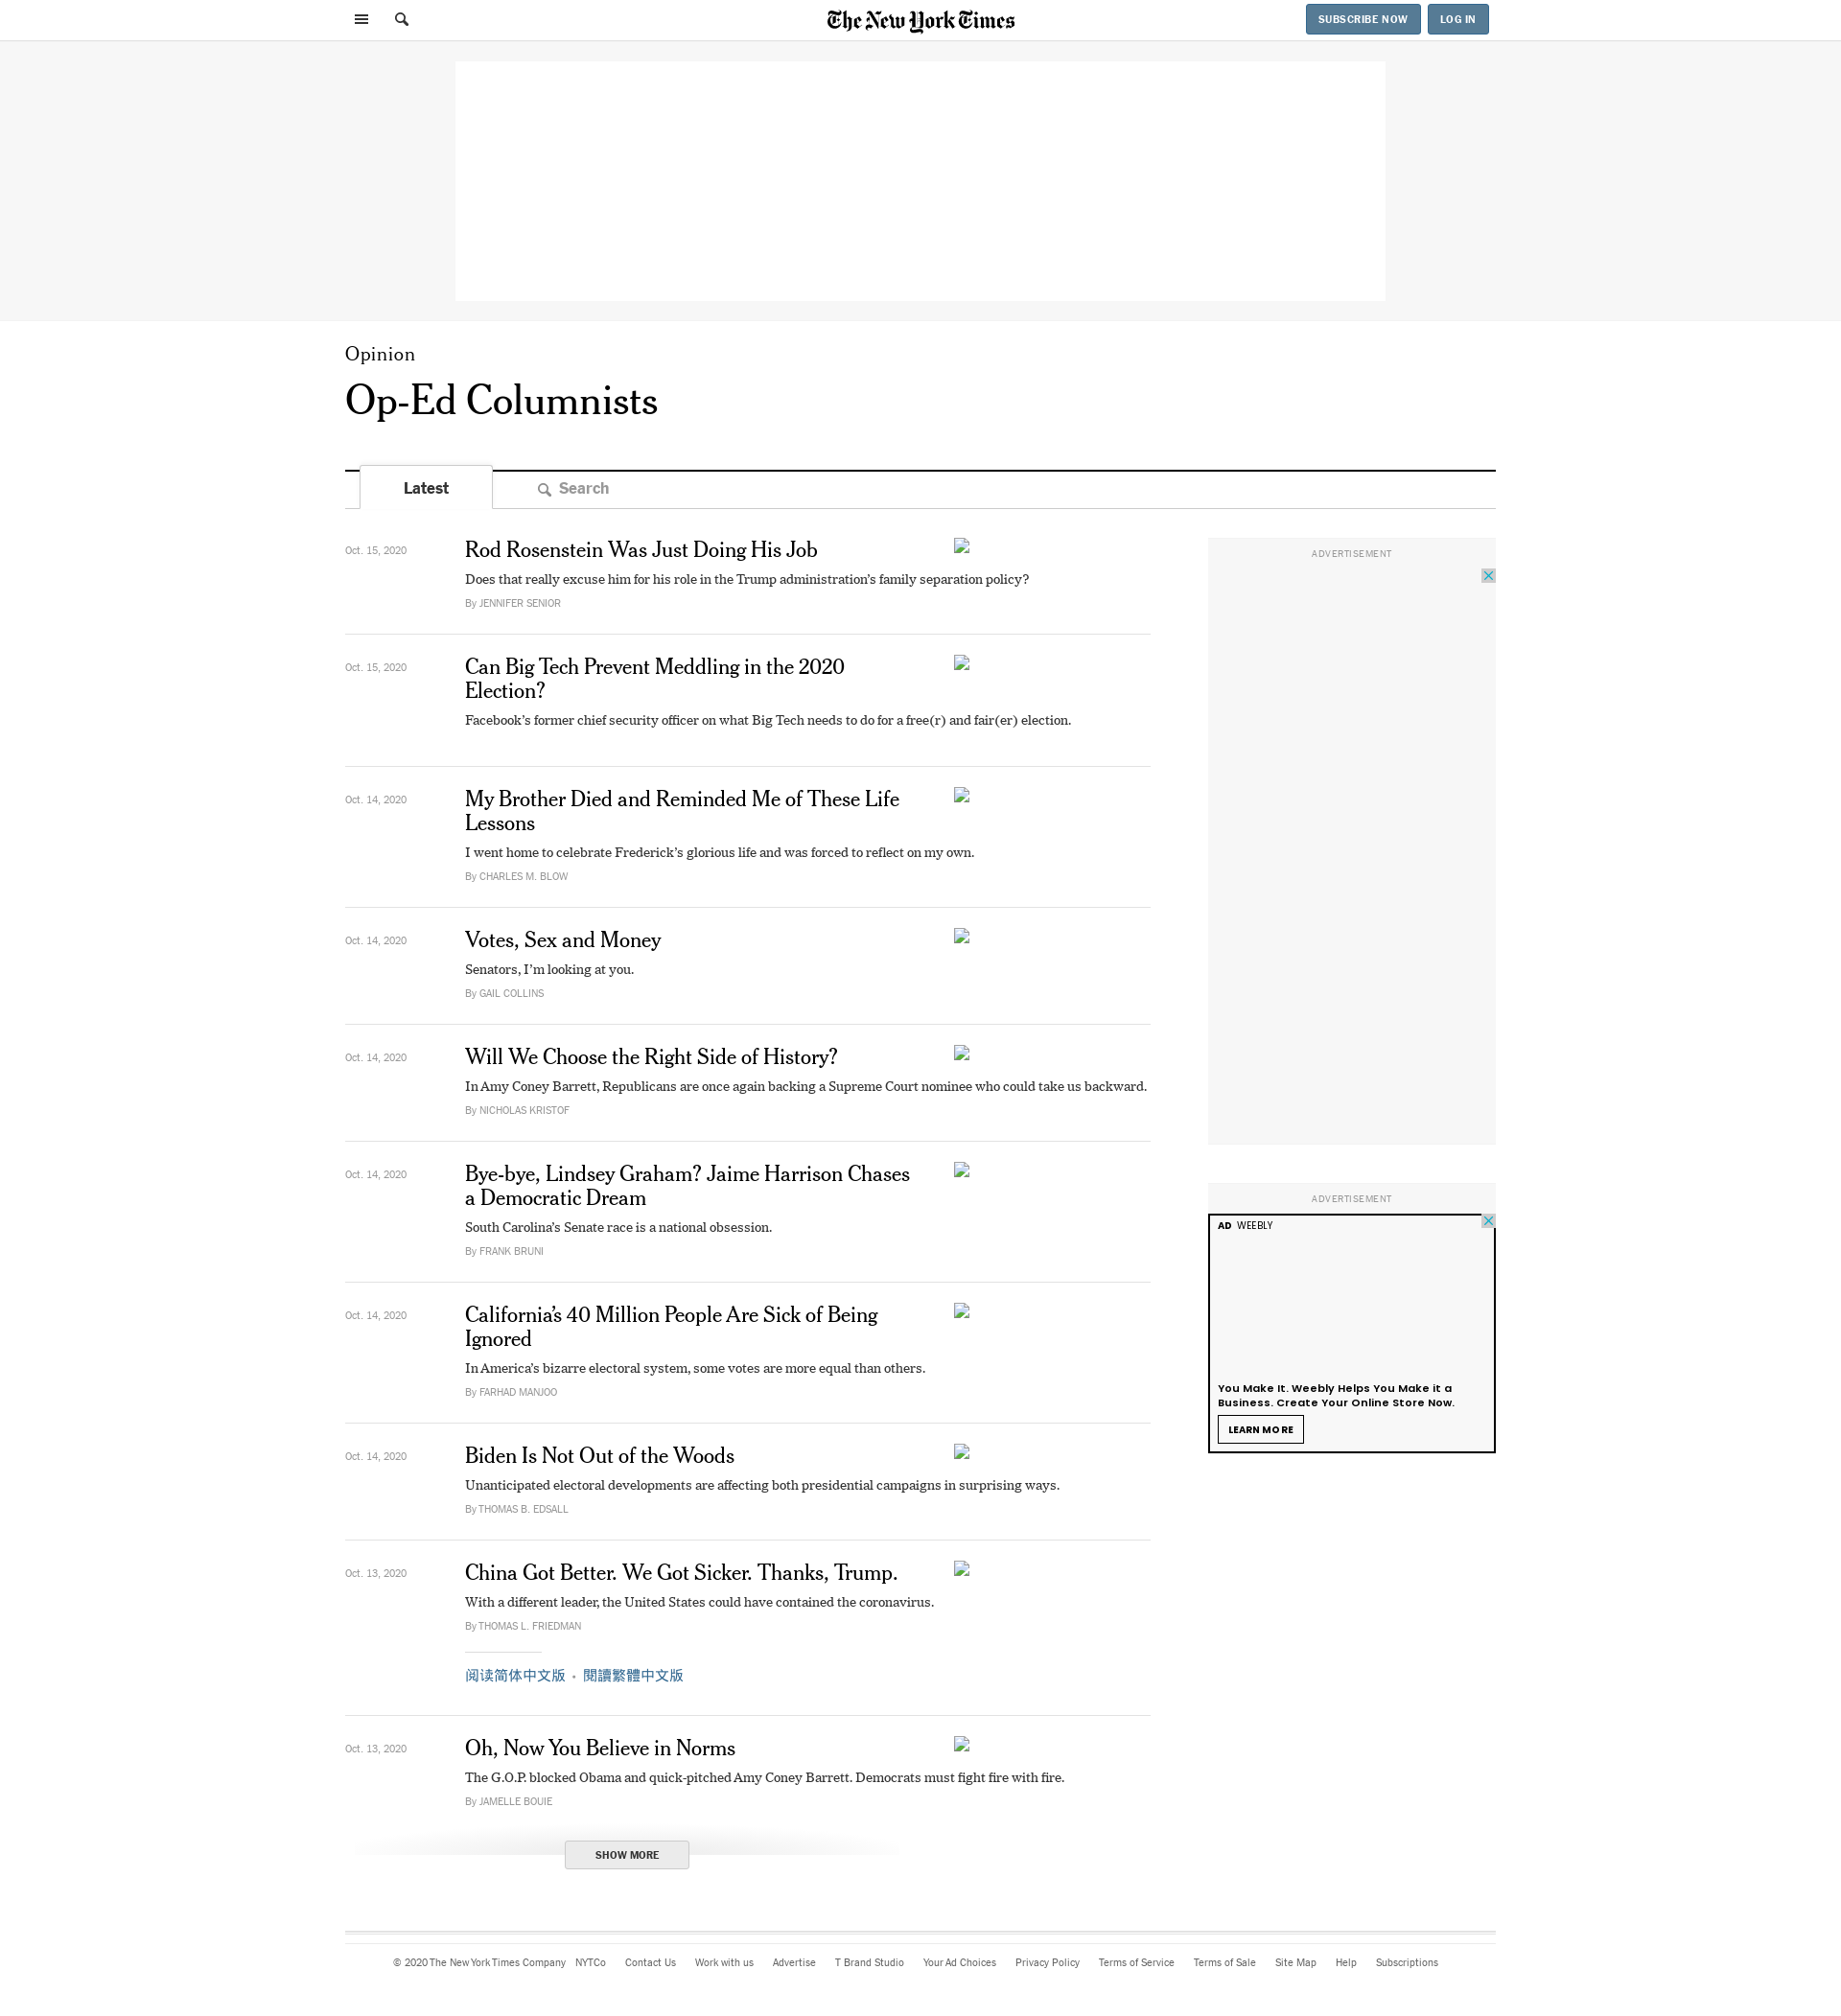 The New York Times
SUBSCRIBE NOW
LOG IN
Opinion
Op-Ed Columnists
Latest
Search
Oct. 15, 2020
Rod Rosenstein Was Just Doing His Job
Does that really excuse him for his role in the Trump administration’s family separation policy?
By JENNIFER SENIOR
Oct. 15, 2020
Can Big Tech Prevent Meddling in the 2020
Election?
Facebook’s former chief security officer on what Big Tech needs to do for a free(r) and fair(er) election.
Oct. 14, 2020
My Brother Died and Reminded Me of These Life
Lessons
I went home to celebrate Frederick’s glorious life and was forced to reflect on my own.
By CHARLES M. BLOW
Oct. 14, 2020
Votes, Sex and Money
Senators, I’m looking at you.
By GAIL COLLINS
Oct. 14, 2020
Will We Choose the Right Side of History?
In Amy Coney Barrett, Republicans are once again backing a Supreme Court nominee who could take us backward.
By NICHOLAS KRISTOF
Oct. 14, 2020
Bye-bye, Lindsey Graham? Jaime Harrison Chases
a Democratic Dream
South Carolina’s Senate race is a national obsession.
By FRANK BRUNI
Oct. 14, 2020
California’s 40 Million People Are Sick of Being
Ignored
In America’s bizarre electoral system, some votes are more equal than others.
By FARHAD MANJOO
Oct. 14, 2020
Biden Is Not Out of the Woods
Unanticipated electoral developments are affecting both presidential campaigns in surprising ways.
By THOMAS B. EDSALL
Oct. 13, 2020
China Got Better. We Got Sicker. Thanks, Trump.
With a different leader, the United States could have contained the coronavirus.
By THOMAS L. FRIEDMAN
阅读简体中文版 • 閱讀繁體中文版
Oct. 13, 2020
Oh, Now You Believe in Norms
The G.O.P. blocked Obama and quick-pitched Amy Coney Barrett. Democrats must fight fire with fire.
By JAMELLE BOUIE
SHOW MORE
ADVERTISEMENT
ADVERTISEMENT
AD WEEBLY
You Make It. Weebly Helps You Make it a
Business. Create Your Online Store Now.
LEARN MORE
© 2020 The New York Times Company NYTCo Contact Us Work with us Advertise T Brand Studio Your Ad Choices Privacy Policy Terms of Service Terms of Sale Site Map Help Subscriptions